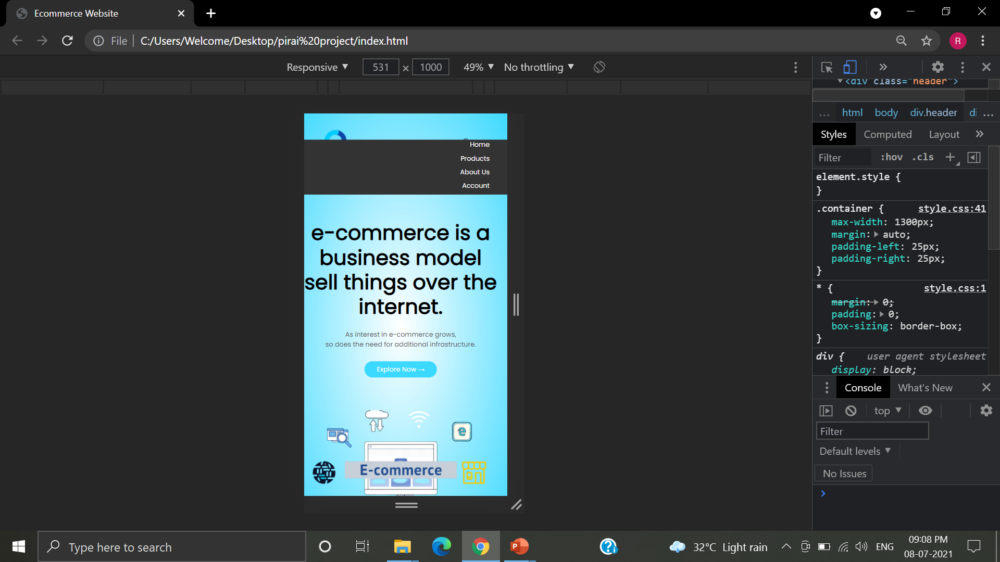 Ecommerce Website
File
C:/Users/Welcome/Desktop/pirai%20project/index.html
R
Responsive 531 × 1000 49% No throttling
<div class="header">
... html body div.header di ...
Styles Computed Layout
Filter :hov .cls
element.style {
}
.container { style.css:41
max-width: 1300px;
margin: auto;
padding-left: 25px;
padding-right: 25px;
}
* { style.css:1
margin: 0;
padding: 0;
box-sizing: border-box;
}
div { user agent stylesheet
display: block;
Console What's New
top
Filter
Default levels
No Issues
Home
Products
About Us
Account
e-commerce is a
business model
sell things over the
internet.
As interest in e-commerce grows,
so does the need for additional infrastructure.
Explore Now →
e
E-commerce
Type here to search
P
32°C Light rain
ENG
09:08 PM
08-07-2021